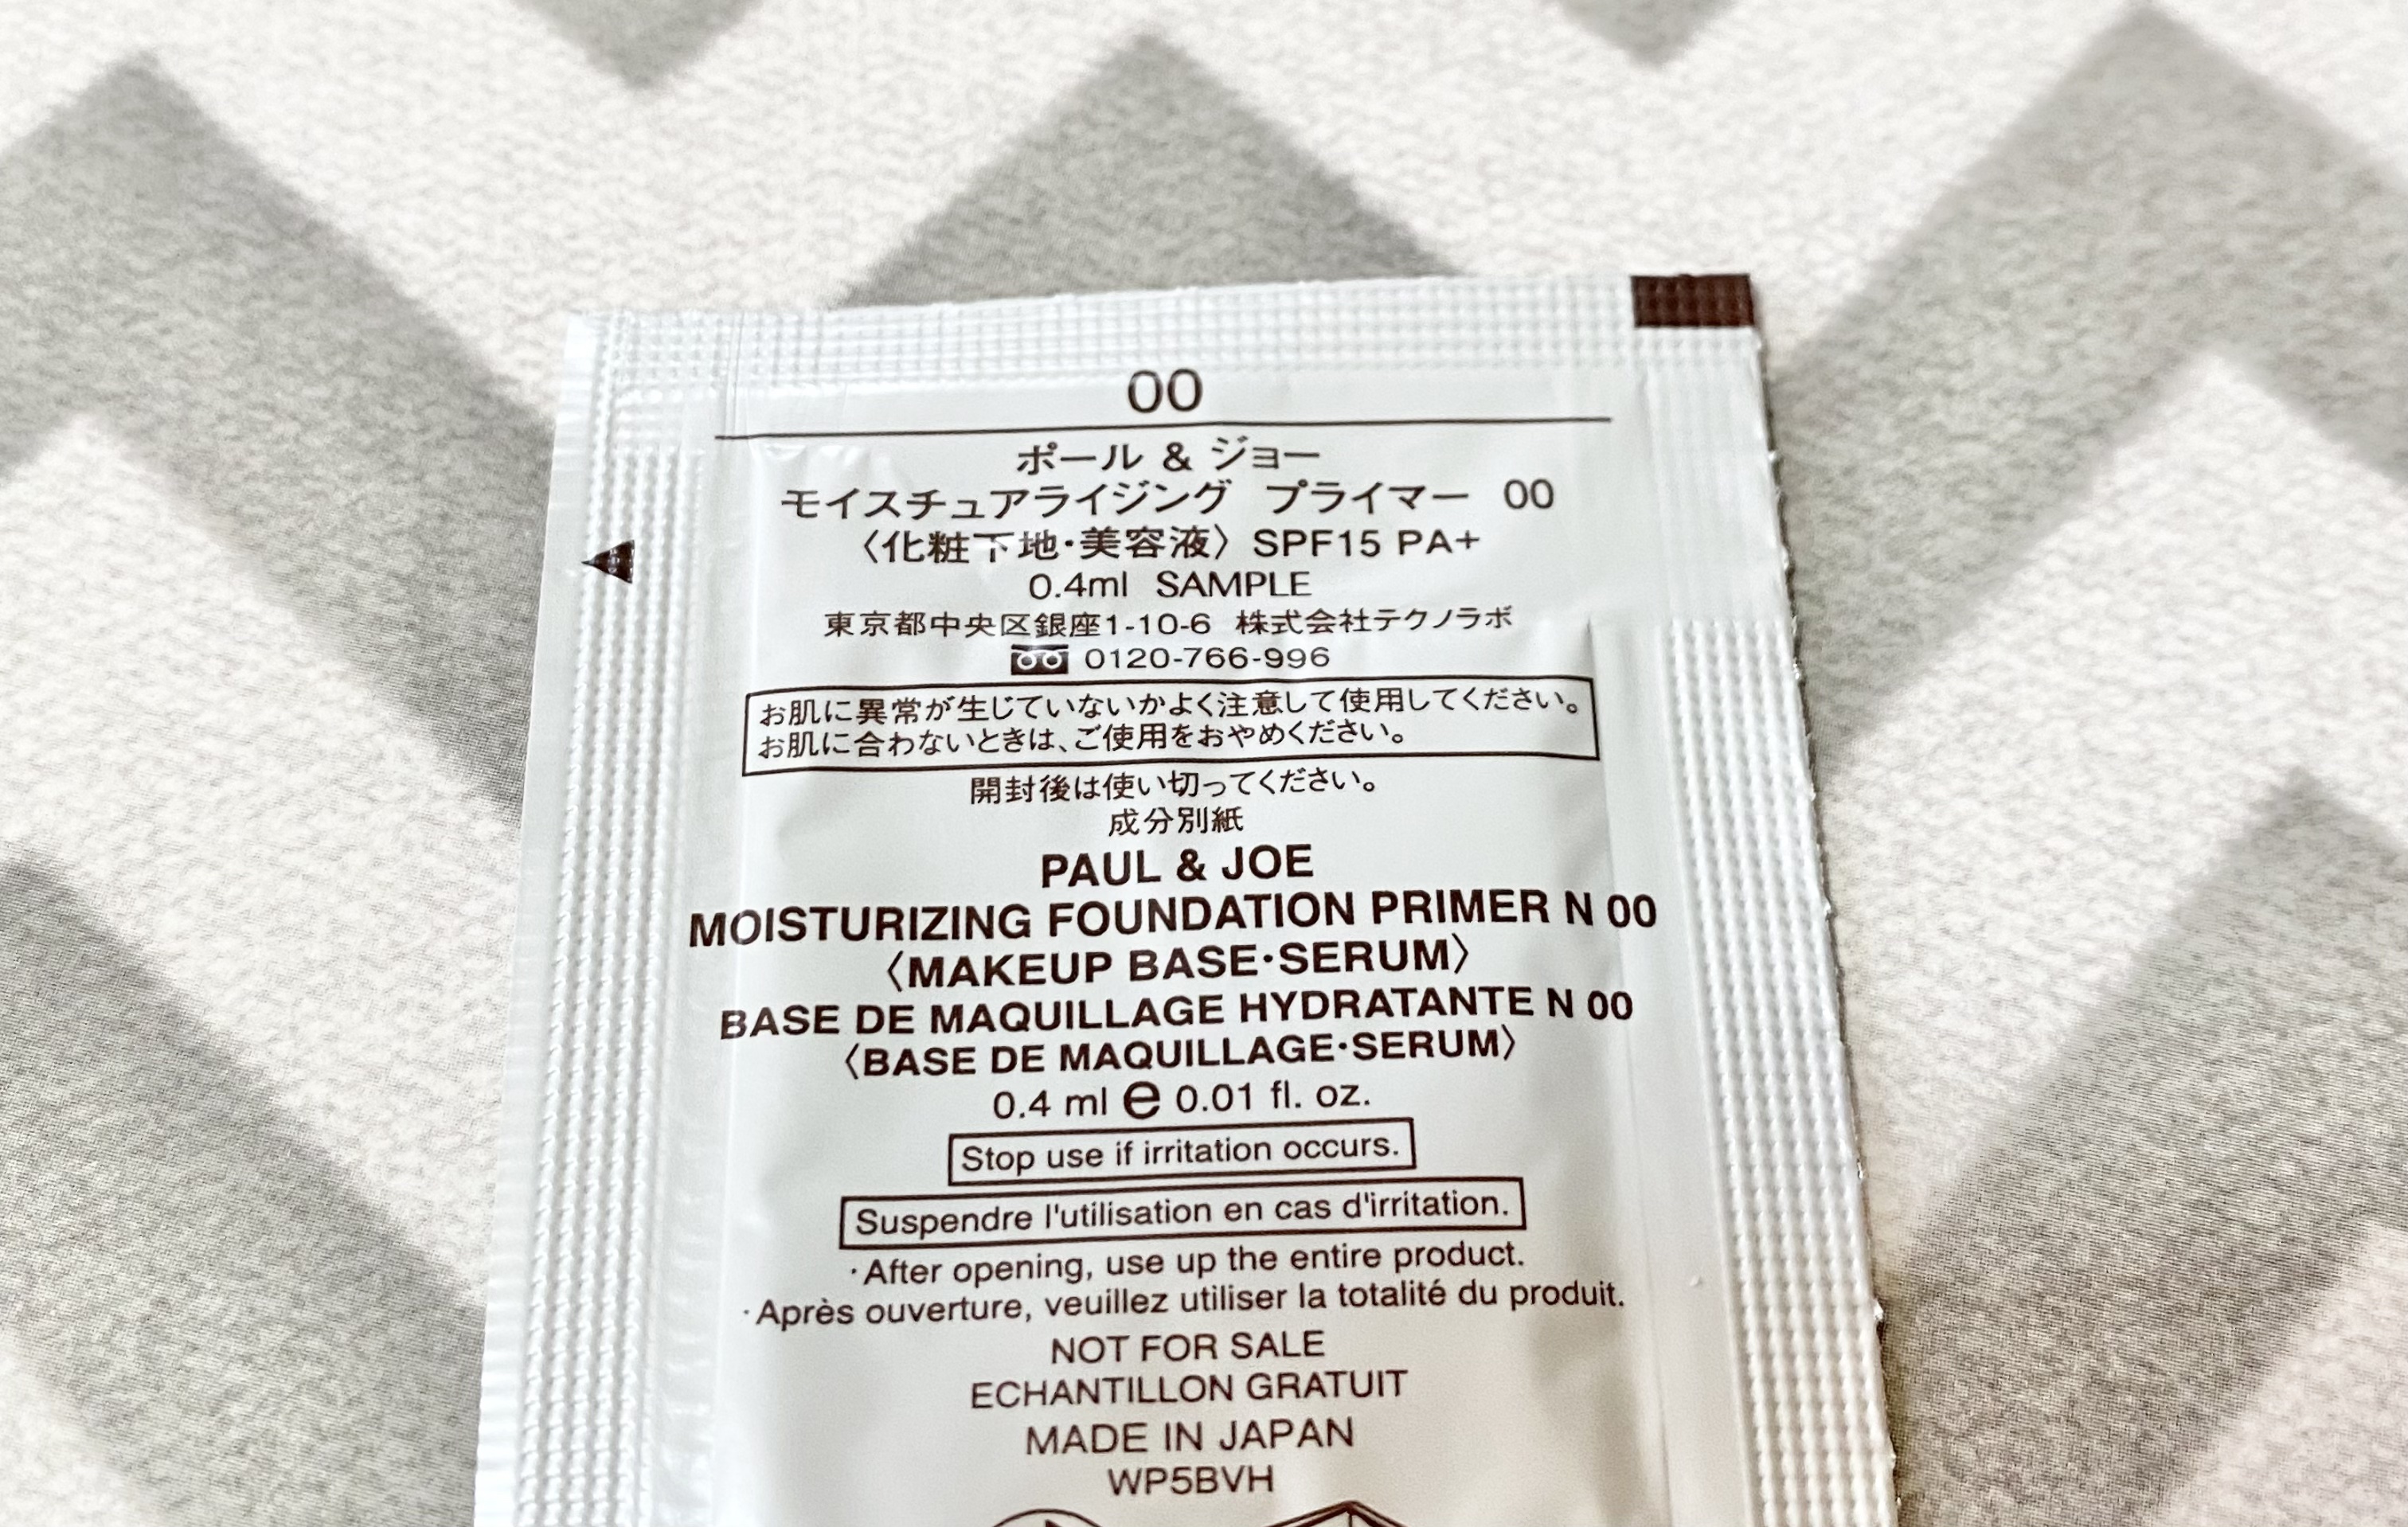 00
ポール & ジョー
モイスチュアライジング プライマー 00
〈化粧下地・美容液〉SPF15 PA+
0.4ml SAMPLE
東京都中央区銀座1-10-6 株式会社テクノラボ
0120-766-996
お肌に異常が生じていないかよく注意して使用してください。
お肌に合わないときは、ご使用をおやめください。
開封後は使い切ってください。
成分別紙
PAUL & JOE
MOISTURIZING FOUNDATION PRIMER N 00
〈MAKEUP BASE・SERUM〉
BASE DE MAQUILLAGE HYDRATANTE N 00
〈BASE DE MAQUILLAGE・SERUM〉
0.4 ml ℮ 0.01 fl. oz.
Stop use if irritation occurs.
Suspendre l'utilisation en cas d'irritation.
・After opening, use up the entire product.
・Après ouverture, veuillez utiliser la totalité du produit.
NOT FOR SALE
ECHANTILLON GRATUIT
MADE IN JAPAN
WP5BVH